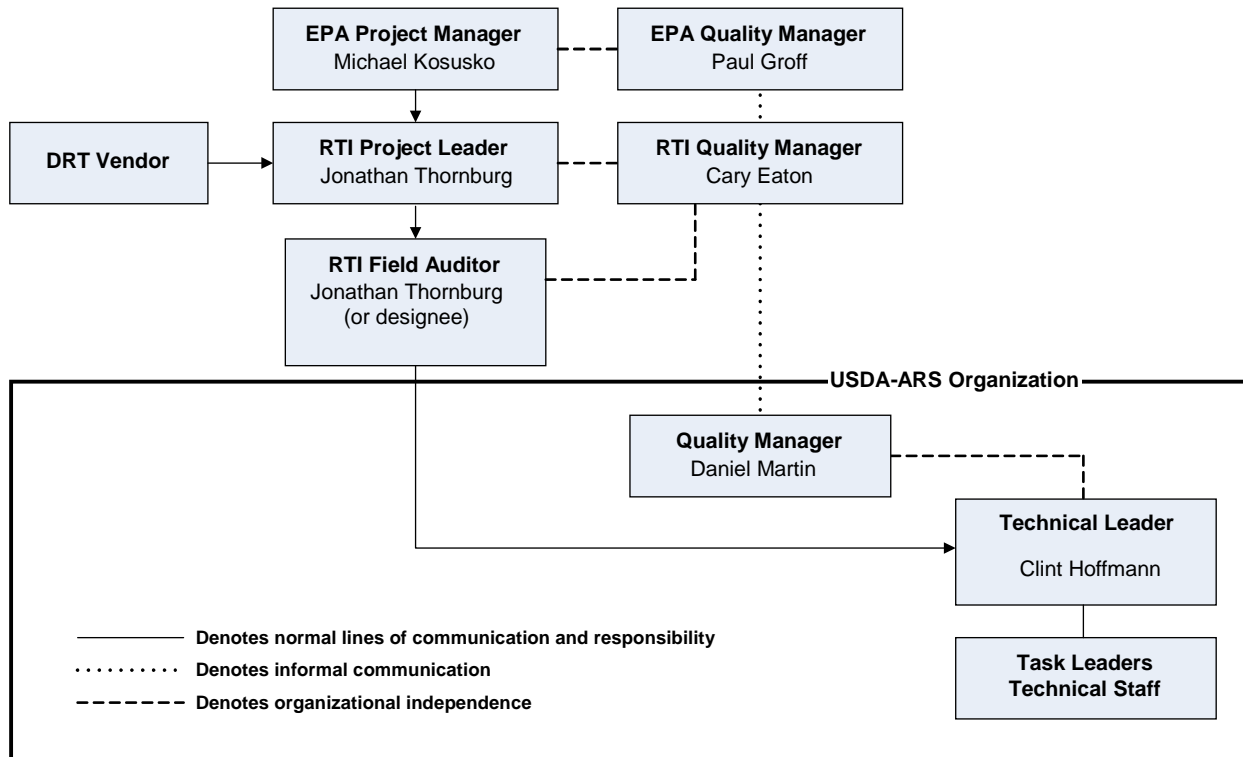 EPA Project Manager
Michael Kosusko
EPA Quality Manager
Paul Groff
DRT Vendor
RTI Project Leader
Jonathan Thornburg
RTI Quality Manager
Cary Eaton
RTI Field Auditor
Jonathan Thornburg
(or designee)
USDA-ARS Organization
Quality Manager
Daniel Martin
Technical Leader
Clint Hoffmann
Denotes normal lines of communication and responsibility
Denotes informal communication
Denotes organizational independence
Task Leaders
Technical Staff